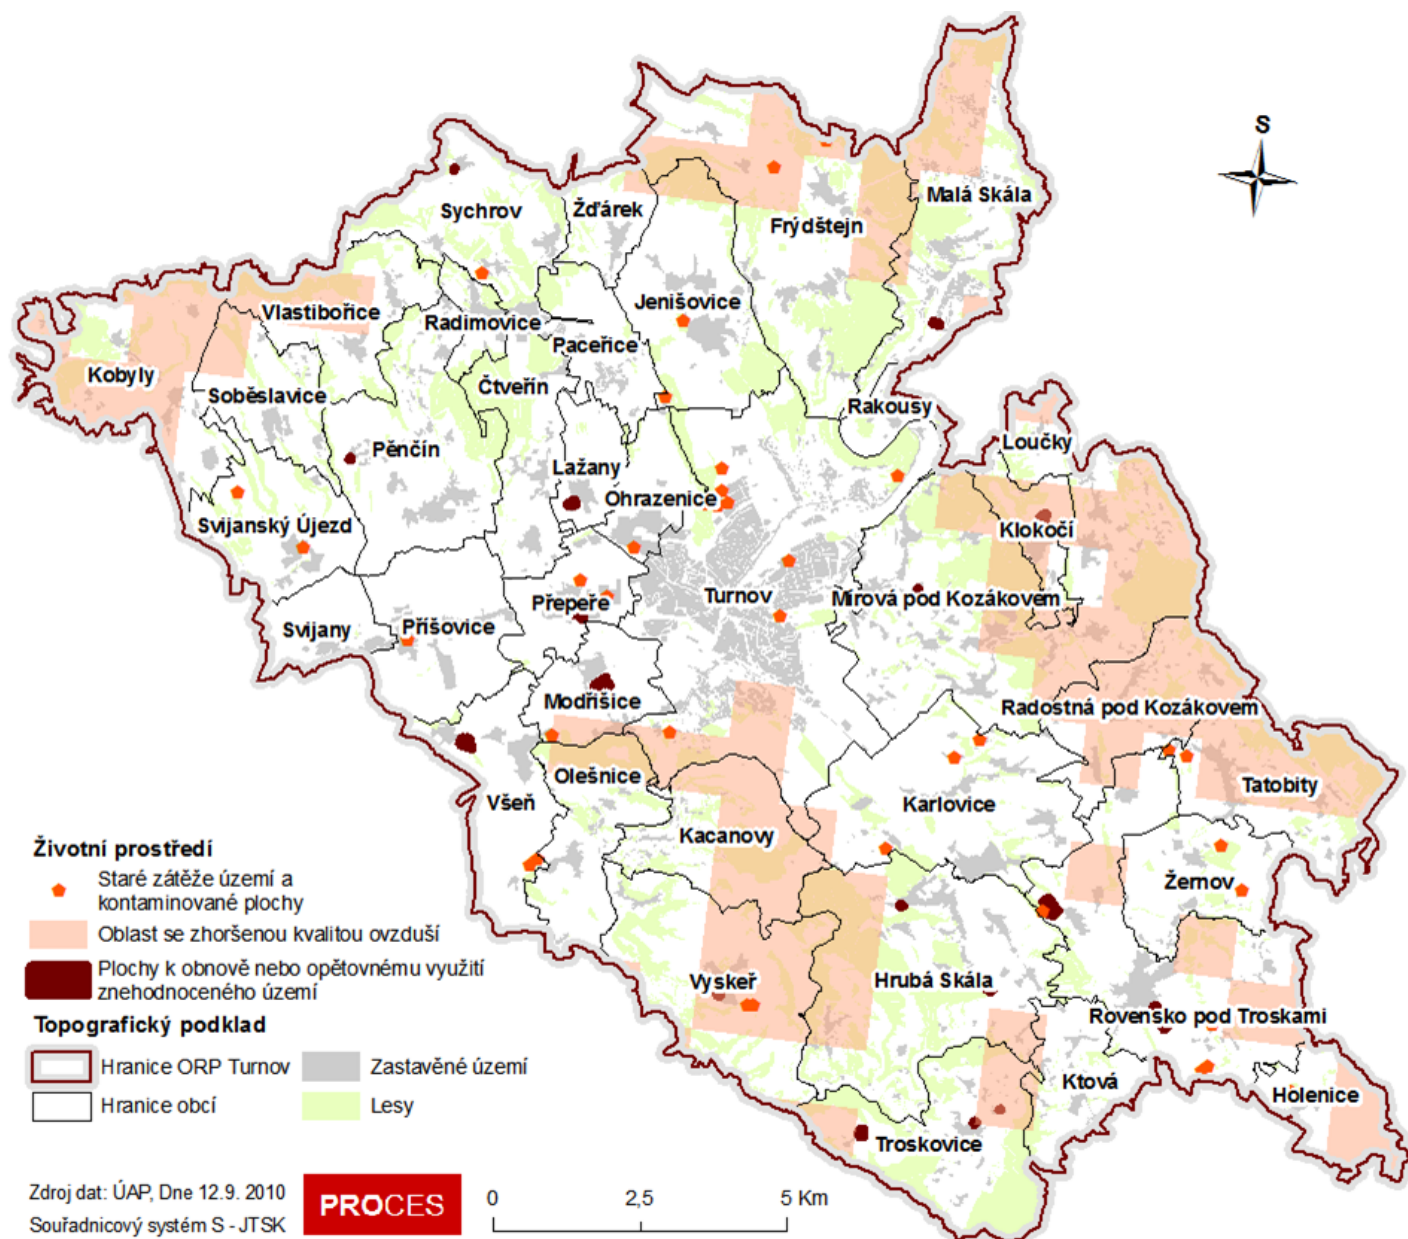 S
Malá Skála
Sychrov
Žďárek
Frýdštejn
Jenišovice
Vlastibořice
Radimovice
Paceřice
Kobyly
Čtveřín
Soběslavice
Rakousy
Loučky
Pěnčín
Lažany
Ohrazenice
Svijanský Újezd
Klokočí
Turnov
Mírová pod Kozákovem
Přepeře
Svijany
Příšovice
Modřišice
Radostná pod Kozákovem
Olešnice
Tatobity
Všeň
Karlovice
Kacanovy
Žernov
Vyskeř
Hrubá Skála
Rovensko pod Troskami
Ktová
Holenice
Troskovice
Životní prostředí
Staré zátěže území a
kontaminované plochy
Oblast se zhoršenou kvalitou ovzduší
Plochy k obnově nebo opětovnému využití
znehodnoceného území
Topografický podklad
Hranice ORP Turnov
Zastavěné území
Hranice obcí
Lesy
Zdroj dat: ÚAP, Dne 12.9. 2010
Souřadnicový systém S - JTSK
PROCES
0 2,5 5 Km